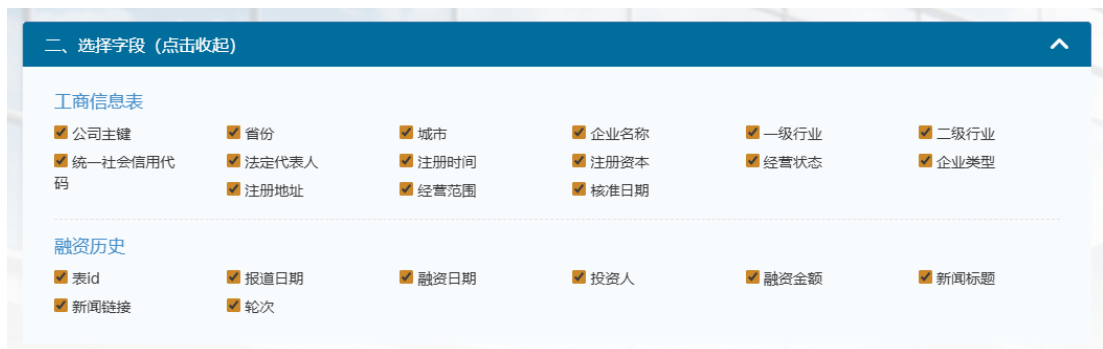 二、选择字段（点击收起）
工商信息表
公司主键 省份 城市 企业名称 一级行业 二级行业
统一社会信用代码 法定代表人 注册时间 注册资本 经营状态 企业类型
注册地址 经营范围 核准日期
融资历史
表id 报道日期 融资日期 投资人 融资金额 新闻标题
新闻链接 轮次